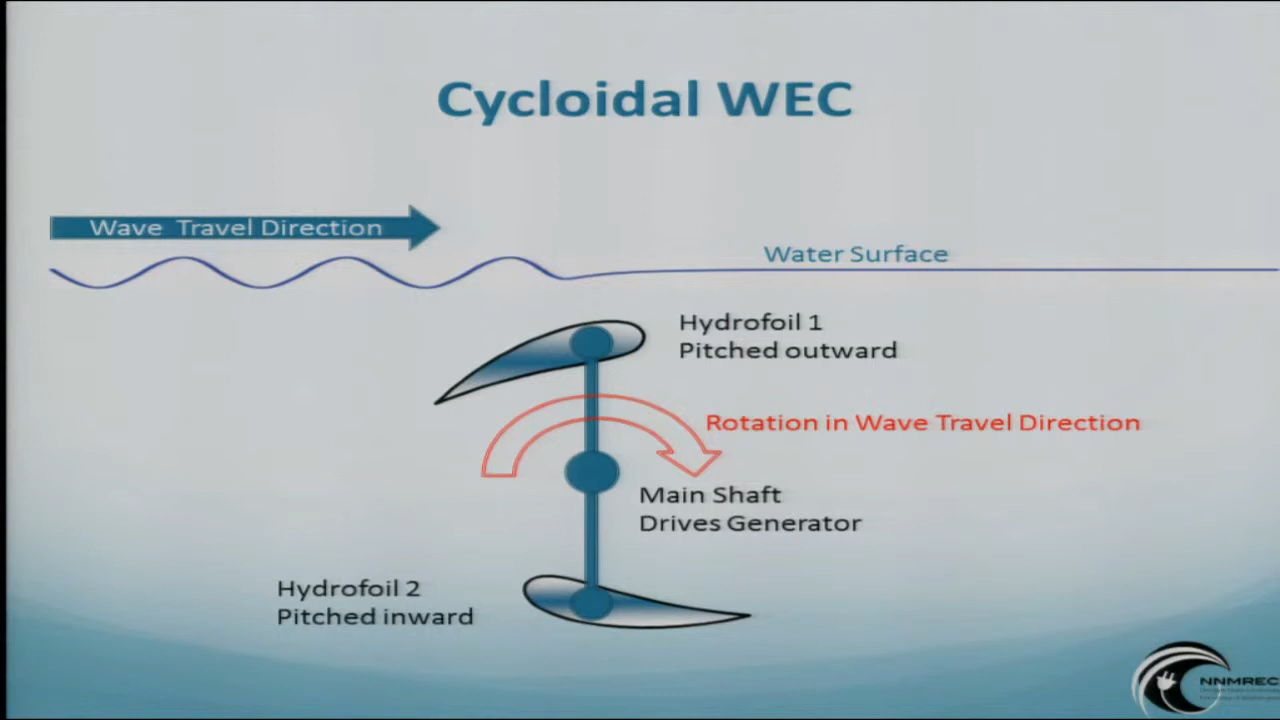 Cycloidal WEC
Wave Travel Direction
Water Surface
Hydrofoil 1
Pitched outward
Rotation in Wave Travel Direction
Main Shaft
Drives Generator
Hydrofoil 2
Pitched inward
NNMREC